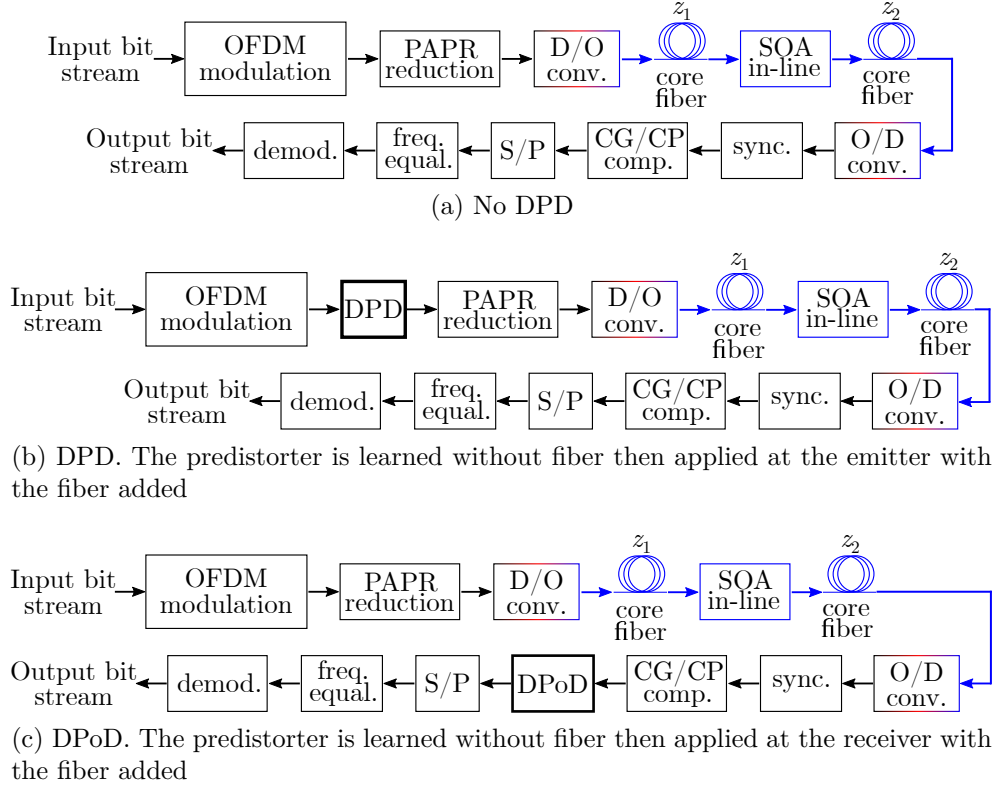 z1
z2
Input bit
stream
OFDM
modulation
PAPR
reduction
D/O
conv.
core
fiber
SOA
in-line
core
fiber
Output bit
stream
demod.
freq.
equal.
S/P
CG/CP
comp.
sync.
O/D
conv.
(a) No DPD
z1
z2
Input bit
stream
OFDM
modulation
DPD
PAPR
reduction
D/O
conv.
core
fiber
SOA
in-line
core
fiber
Output bit
stream
demod.
freq.
equal.
S/P
CG/CP
comp.
sync.
O/D
conv.
(b) DPD. The predistorter is learned without fiber then applied at the emitter with
the fiber added
z1
z2
Input bit
stream
OFDM
modulation
PAPR
reduction
D/O
conv.
core
fiber
SOA
in-line
core
fiber
Output bit
stream
demod.
freq.
equal.
S/P
DPoD
CG/CP
comp.
sync.
O/D
conv.
(c) DPoD. The predistorter is learned without fiber then applied at the receiver with
the fiber added